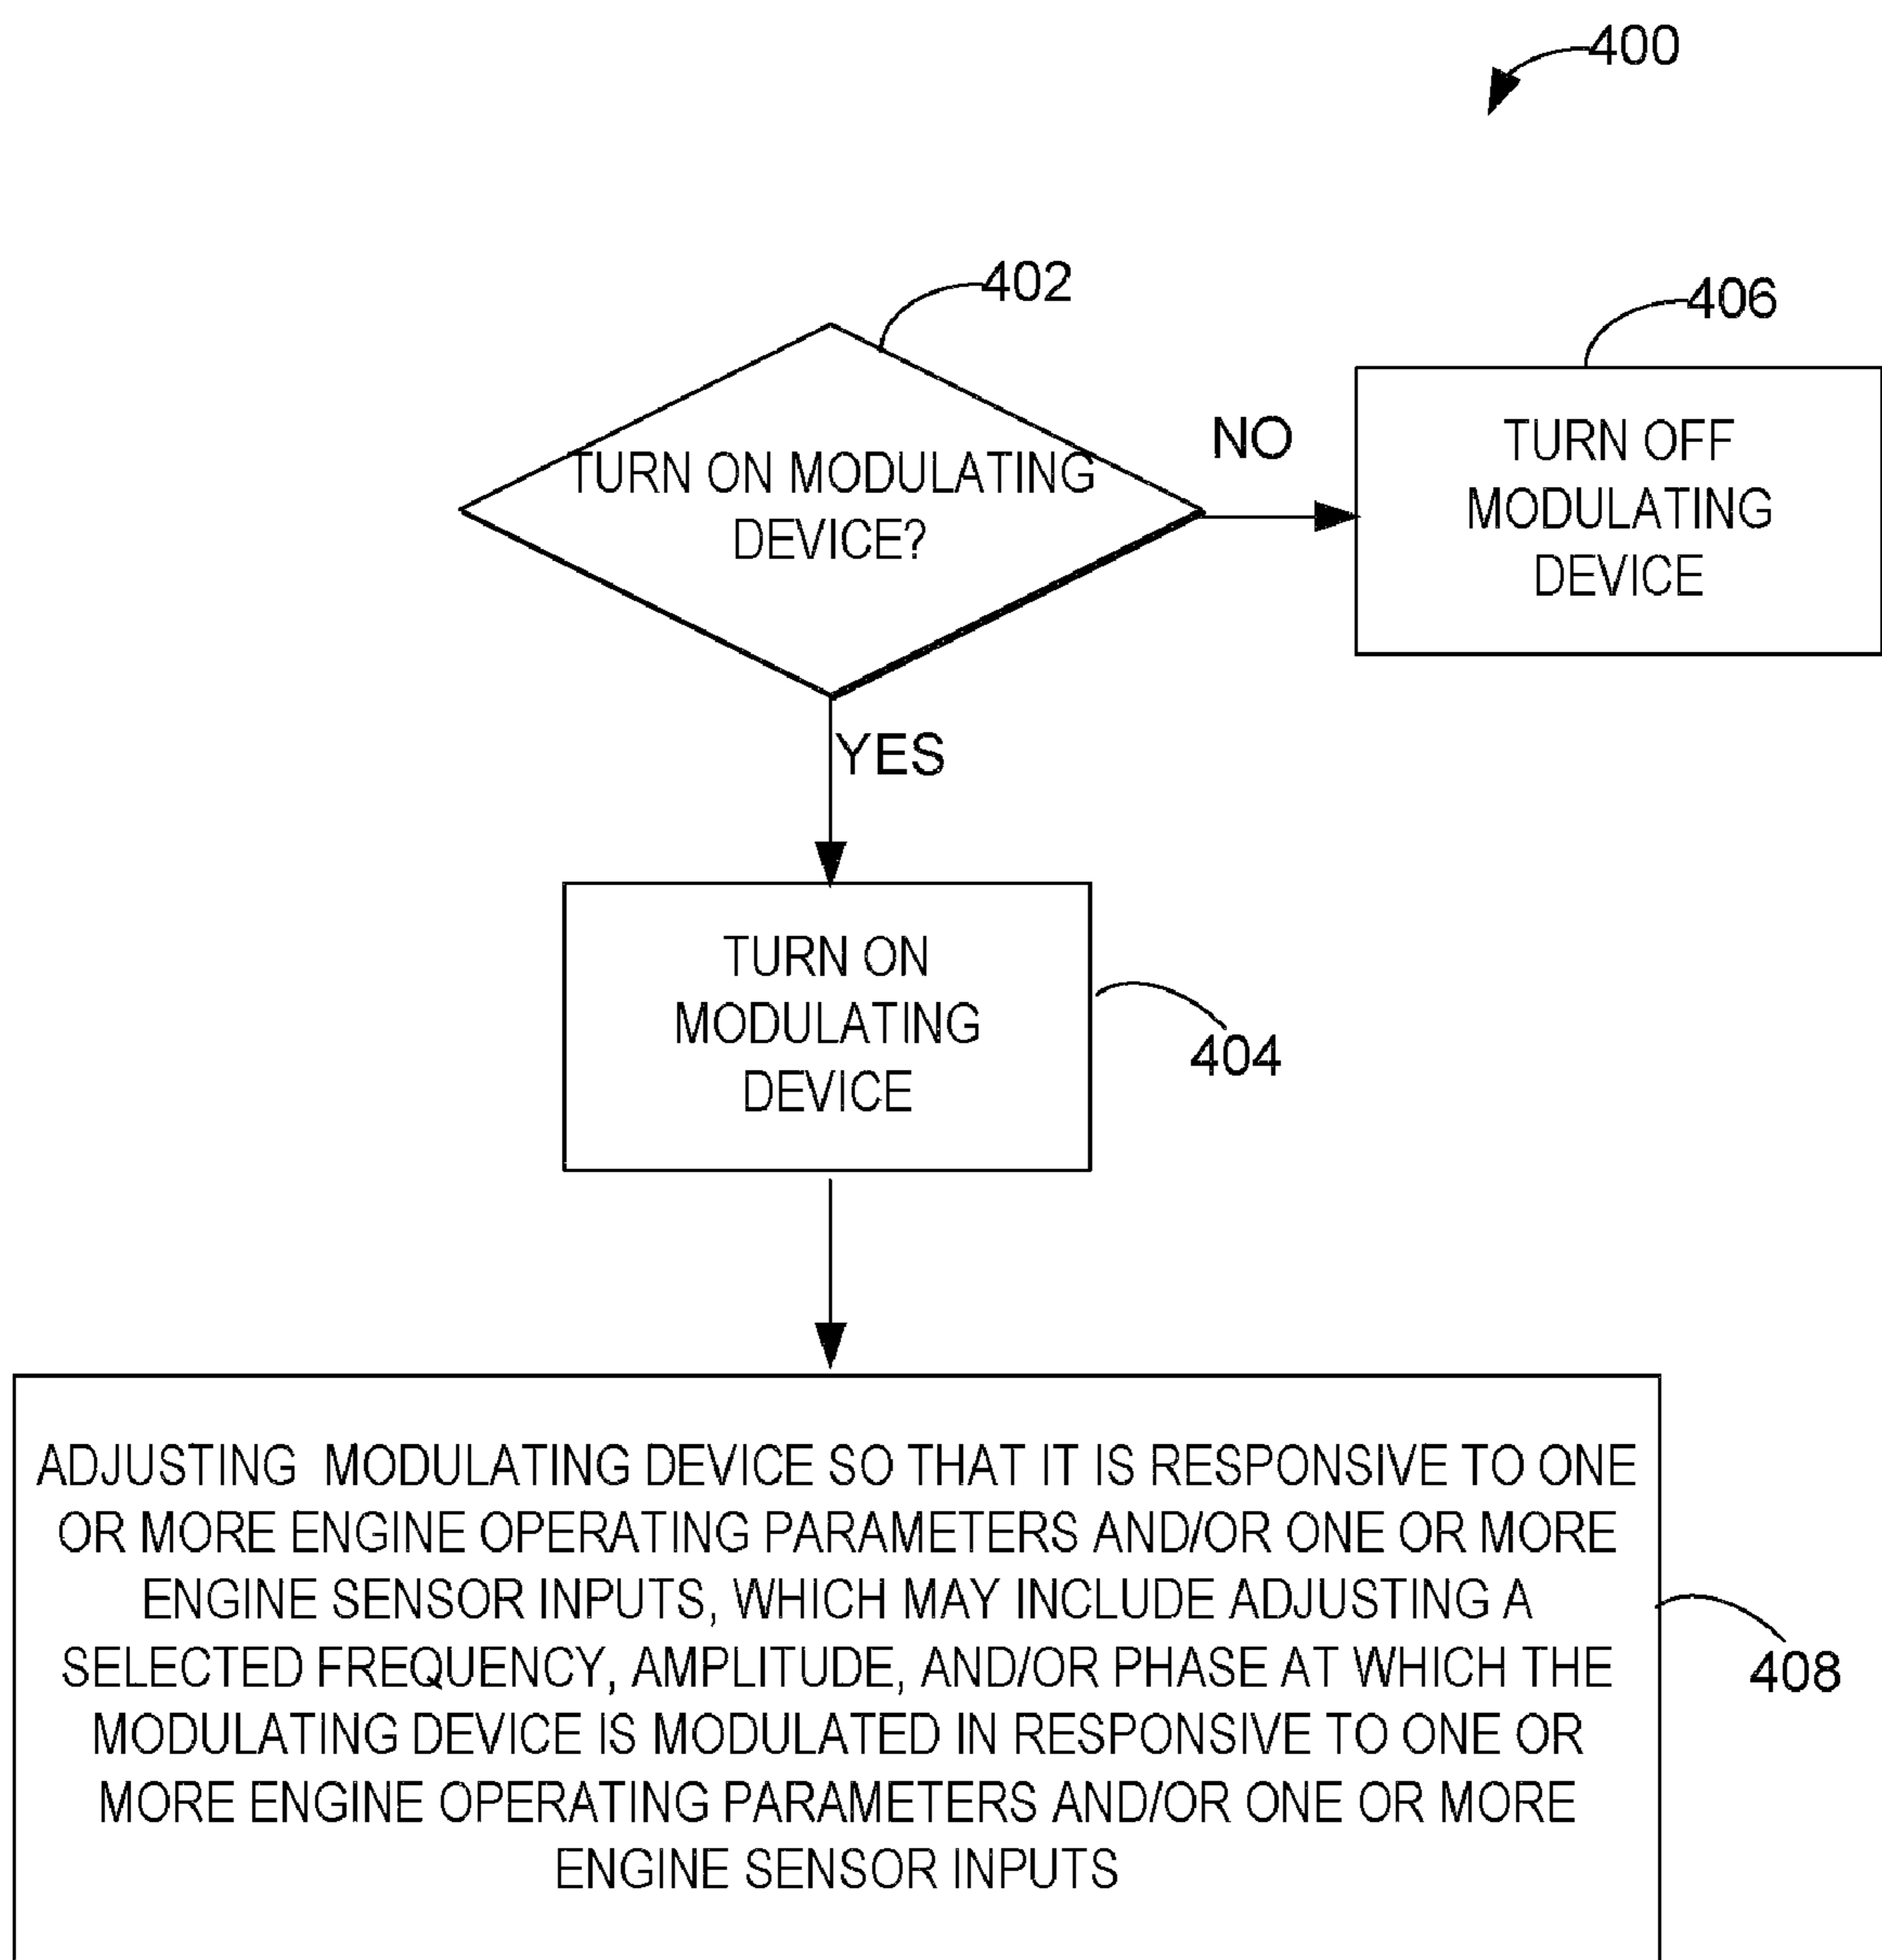 400
402
406
TURN ON MODULATING
DEVICE?
NO
TURN OFF
MODULATING
DEVICE
YES
TURN ON
MODULATING
DEVICE
404
ADJUSTING MODULATING DEVICE SO THAT IT IS RESPONSIVE TO ONE
OR MORE ENGINE OPERATING PARAMETERS AND/OR ONE OR MORE
ENGINE SENSOR INPUTS, WHICH MAY INCLUDE ADJUSTING A
SELECTED FREQUENCY, AMPLITUDE, AND/OR PHASE AT WHICH THE
MODULATING DEVICE IS MODULATED IN RESPONSIVE TO ONE OR
MORE ENGINE OPERATING PARAMETERS AND/OR ONE OR MORE
ENGINE SENSOR INPUTS
408